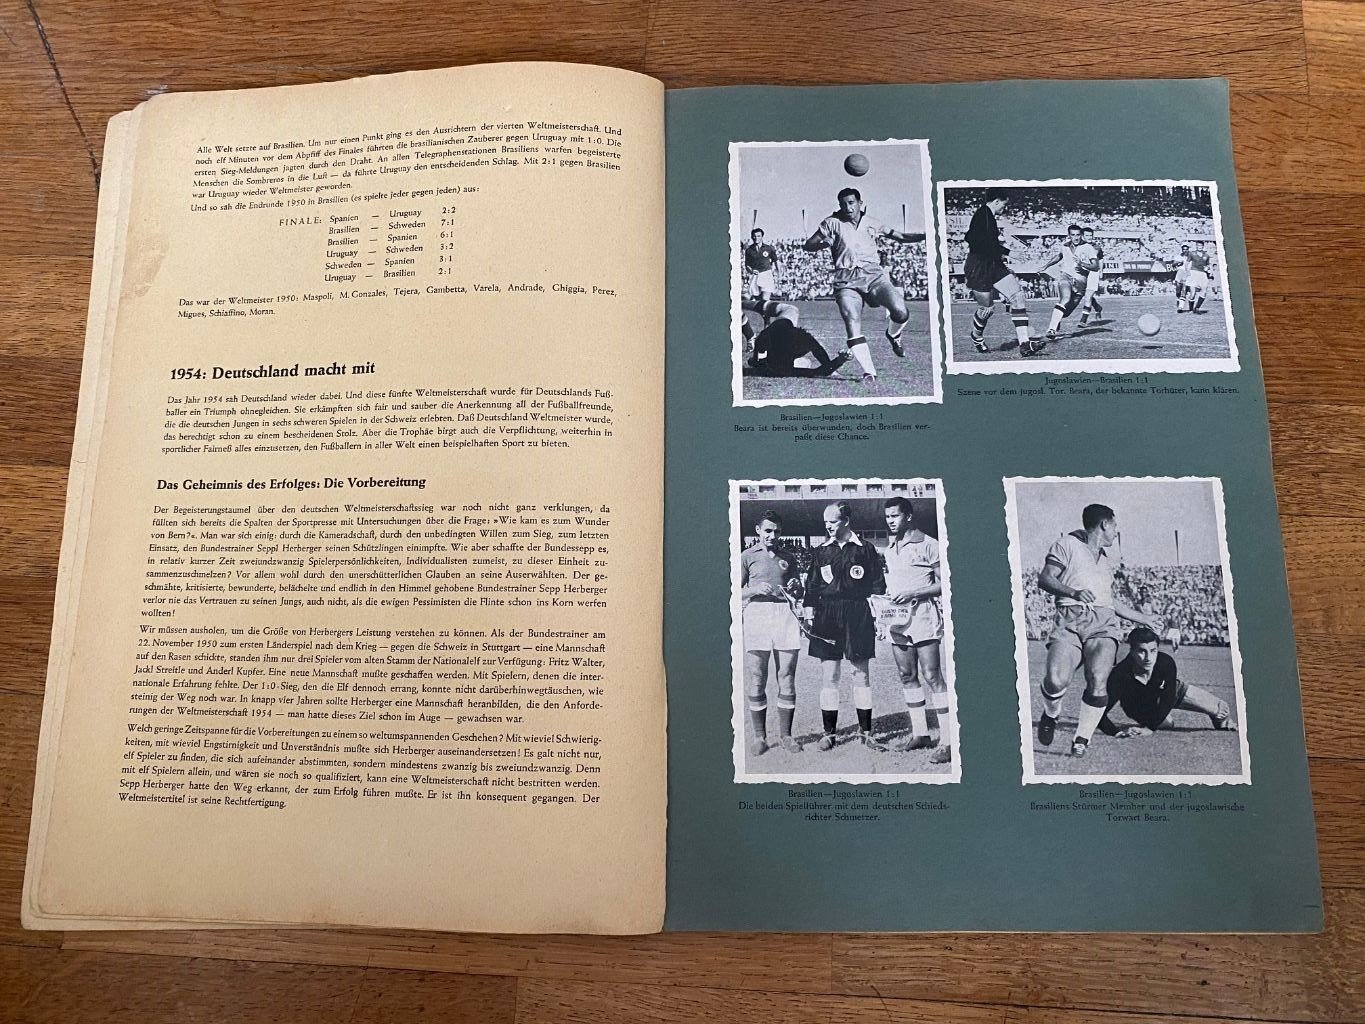 Alle Welt setzte auf Brasilien. Um nur einen Punkt ging es den Ausrichtern der vierten Weltmeisterschaft. Und
noch elf Minuten vor dem Abpfiff des Finales führten die brasilianischen Zauberer gegen Uruguay mit 1:0. Die
ersten Sieg-Meldungen jagten durch den Draht. An allen Telegraphenstationen Brasiliens warfen begeisterte
Menschen die Sombreros in die Luft — da führte Uruguay den entscheidenden Schlag. Mit 2:1 gegen Brasilien
war Uruguay wieder Weltmeister geworden.
Und so sah die Endrunde 1950 in Brasilien (es spielte jeder gegen jeden) aus:
FINALE: Spanien — Uruguay 2:2
Brasilien — Schweden 7:1
Brasilien — Spanien 6:1
Uruguay — Schweden 3:2
Schweden — Spanien 3:1
Uruguay — Brasilien 2:1
Das war der Weltmeister 1950: Maspoli, M. Gonzales, Tejera, Gambetta, Varela, Andrade, Ghiggia, Perez,
Migues, Schiaffino, Moran.
1954: Deutschland macht mit
Das Jahr 1954 sah Deutschland wieder dabei. Und diese fünfte Weltmeisterschaft wurde für Deutschlands Fuß-
baller ein Triumph ohnegleichen. Sie erkämpften sich fair und sauber die Anerkennung all der Fußballfreunde,
die die deutschen Jungen in sechs schweren Spielen in der Schweiz erlebten. Daß Deutschland Weltmeister wurde,
das berechtigt schon zu einem bescheidenen Stolz. Aber die Trophäe birgt auch die Verpflichtung, weiterhin in
sportlicher Fairneß alles einzusetzen, den Fußballern in aller Welt einen beispielhaften Sport zu bieten.
Das Geheimnis des Erfolges: Die Vorbereitung
Der Begeisterungstaumel über den deutschen Weltmeisterschaftssieg war noch nicht ganz verklungen, da
füllten sich bereits die Spalten der Sportpresse mit Untersuchungen über die Frage: »Wie kam es zum Wunder
von Bern?«. Man war sich einig: durch die Kameradschaft, durch den unbedingten Willen zum Sieg, zum letzten
Einsatz, den Bundestrainer Seppl Herberger seinen Schützlingen einimpfte. Wie aber schaffte der Bundessepp es,
in relativ kurzer Zeit zweiundzwanzig Spielerpersönlichkeiten, Individualisten zumeist, zu dieser Einheit zu-
sammenzuschmelzen? Vor allem wohl durch den unerschütterlichen Glauben an seine Auserwählten. Der ge-
schmähte, kritisierte, bewunderte, belächelte und endlich in den Himmel gehobene Bundestrainer Sepp Herberger
verlor nie das Vertrauen zu seinen Jungs, auch nicht, als die ewigen Pessimisten die Flinte schon ins Korn werfen
wollten!
Wir müssen ausholen, um die Größe von Herbergers Leistung verstehen zu können. Als der Bundestrainer am
22. November 1950 zum ersten Länderspiel nach dem Krieg — gegen die Schweiz in Stuttgart — eine Mannschaft
auf den Rasen schickte, standen ihm nur drei Spieler vom alten Stamm der Nationalelf zur Verfügung: Fritz Walter,
Jackl Streitle und Anderl Kupfer. Eine neue Mannschaft mußte geschaffen werden. Mit Spielern, denen die inter-
nationale Erfahrung fehlte. Der 1:0-Sieg, den die Elf dennoch errang, konnte nicht darüberhinwegtäuschen, wie
steinig der Weg noch war. In knapp vier Jahren sollte Herberger eine Mannschaft heranbilden, die den Anforde-
rungen der Weltmeisterschaft 1954 — man hatte dieses Ziel schon im Auge — gewachsen war.
Welch geringe Zeitspanne für die Vorbereitungen zu einem so weltumspannenden Geschehen? Mit wieviel Schwierig-
keiten, mit wieviel Engstirnigkeit und Unverständnis mußte sich Herberger auseinandersetzen! Es galt nicht nur,
elf Spieler zu finden, die sich aufeinander abstimmten, sondern mindestens zwanzig bis zweiundzwanzig. Denn
mit elf Spielern allein, und wären sie noch so qualifiziert, kann eine Weltmeisterschaft nicht bestritten werden.
Sepp Herberger hatte den Weg erkannt, der zum Erfolg führen mußte. Er ist ihn konsequent gegangen. Der
Weltmeistertitel ist seine Rechtfertigung.
Brasilien—Jugoslawien 1:1
Beara ist bereits überwunden, doch Brasilien ver-
paßt diese Chance.
Jugoslawien—Brasilien 1:1
Szene vor dem jugosl. Tor. Beara, der bekannte Torhüter, kann klären.
Brasilien—Jugoslawien 1:1
Die beiden Spielführer mit dem deutschen Schieds-
richter Schmetzer.
Brasilien—Jugoslawien 1:1
Brasiliens Stürmer und der jugoslawische
Torwart Beara.